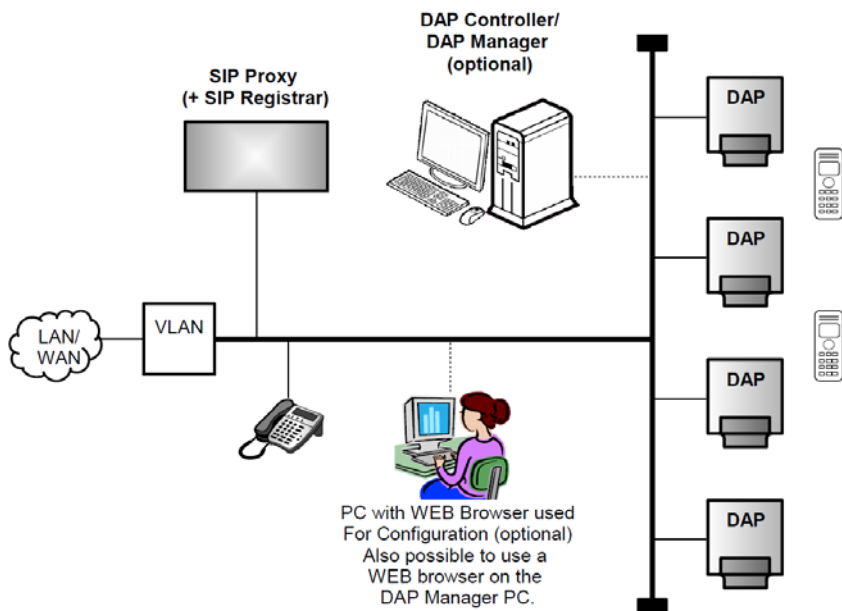 DAP Controller/
DAP Manager
(optional)
SIP Proxy
(+ SIP Registrar)
DAP
DAP
VLAN
LAN/
WAN
DAP
PC with WEB Browser used
For Configuration (optional)
Also possible to use a
WEB browser on the
DAP Manager PC.
DAP